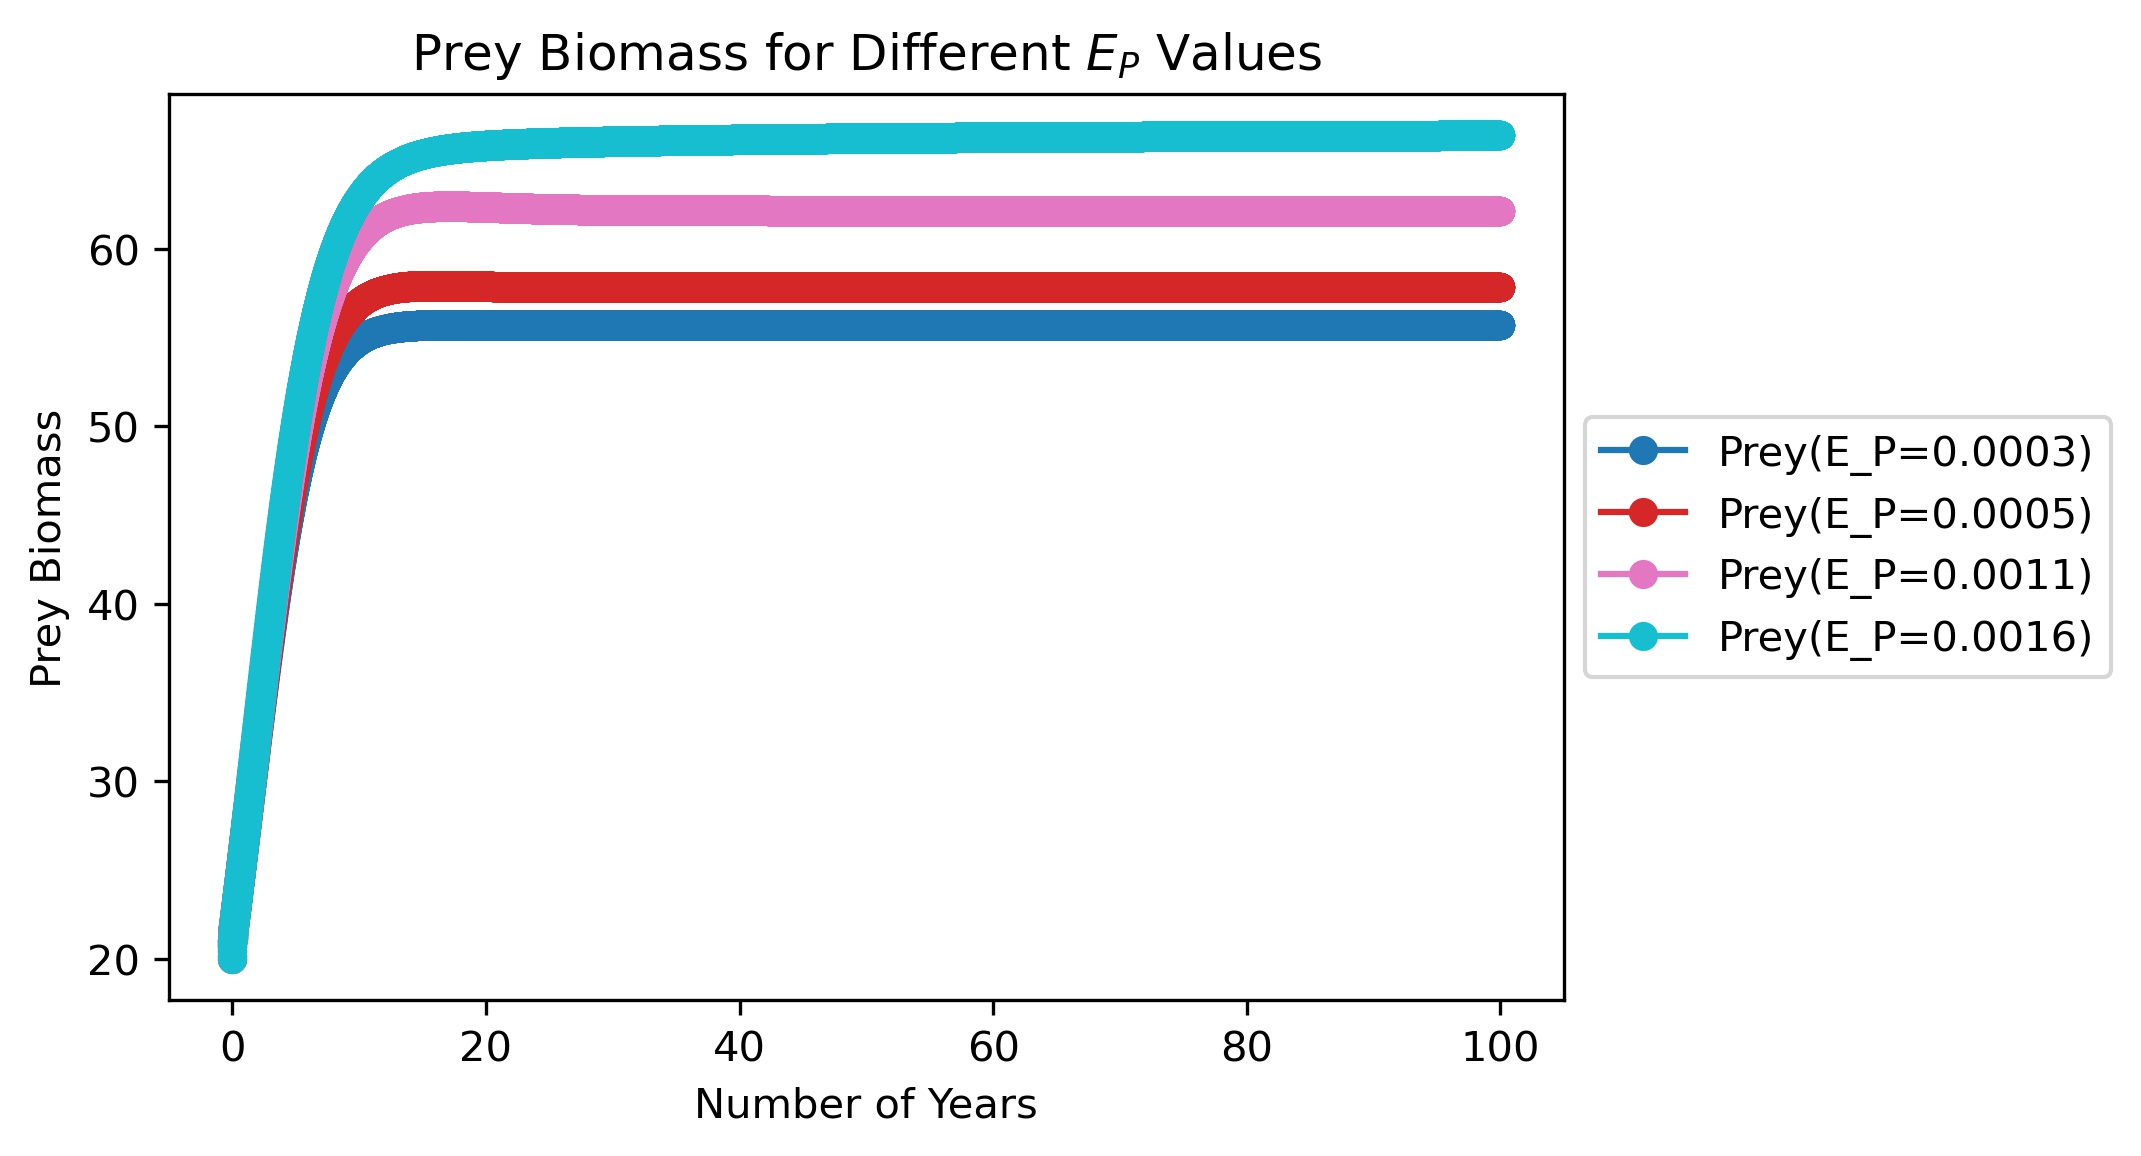 Prey Biomass for Different E_P Values
Prey Biomass
60
50
40
30
20
0 20 40 60 80 100
Number of Years
Prey(E_P=0.0003)
Prey(E_P=0.0005)
Prey(E_P=0.0011)
Prey(E_P=0.0016)